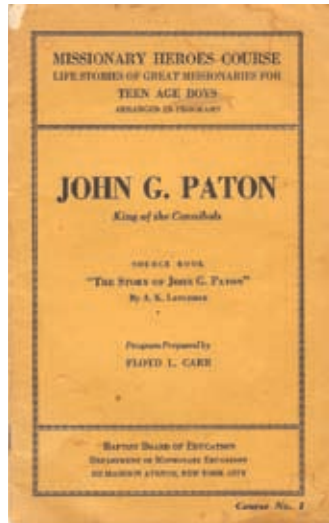 MISSIONARY HEROES COURSE
LIFE STORIES OF GREAT MISSIONARIES FOR
TEEN AGE BOYS
ARRANGED IN PROGRAMS
JOHN G. PATON
King of the Cannibals
SOURCE BOOK
"THE STORY OF JOHN G. PATON"
By A. K.
Program Prepared by
FLOYD L. CARR
BAPTIST BOARD OF EDUCATION
DEPARTMENT OF MISSIONARY EDUCATION
MADISON AVENUE, NEW YORK CITY
Course No. 1